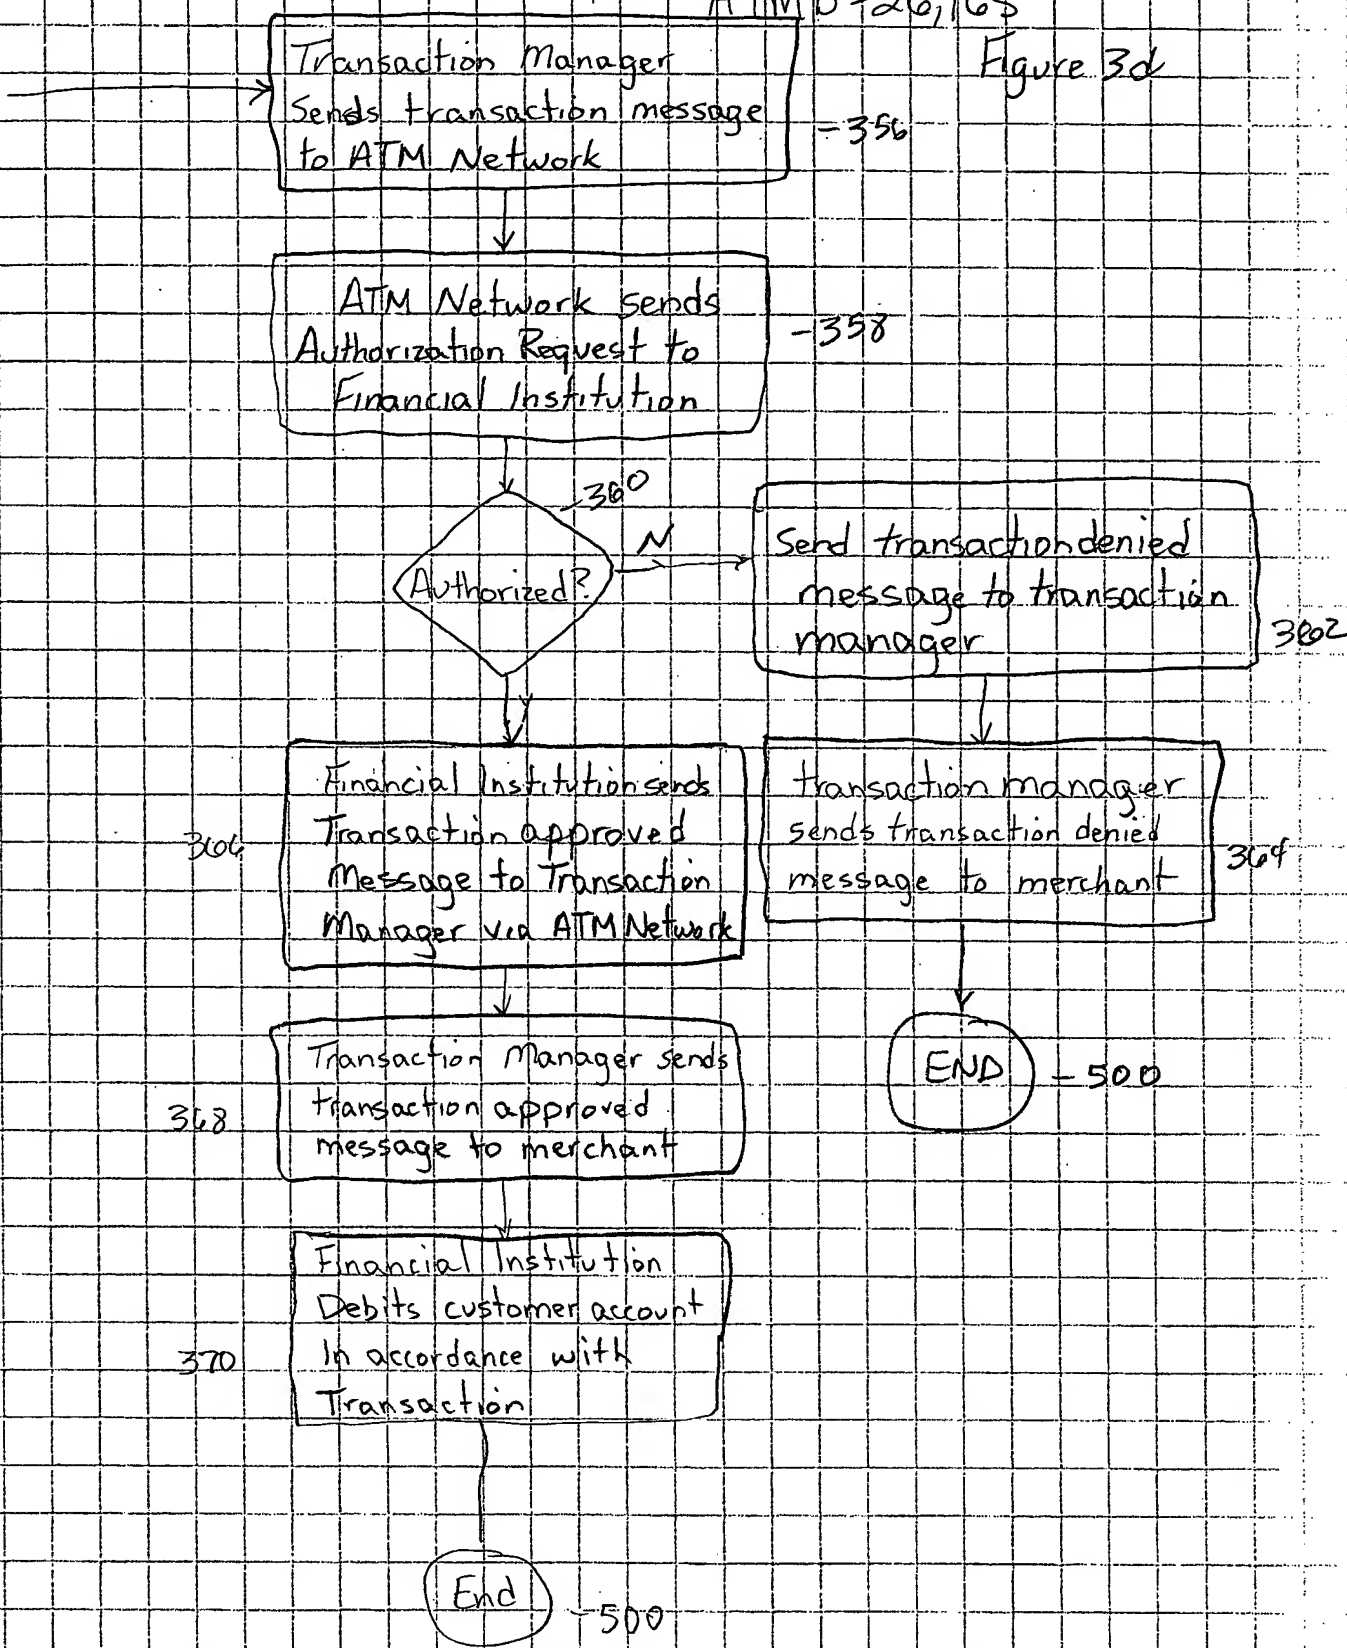 Figure 3d
Transaction Manager
Sends transaction message
to ATM Network
-356
ATM Network sends
Authorization Request to
Financial Institution
-358
-360
Authorized?
N
Send transaction denied
message to transaction
manager
362
Y
Financial Institution sends
Transaction approved
Message to Transaction
Manager via ATM Network
366
transaction manager
sends transaction denied
message to merchant
364
Transaction Manager sends
transaction approved
message to merchant
368
END
-500
Financial Institution
Debits customer account
In accordance with
Transaction
370
End
-500